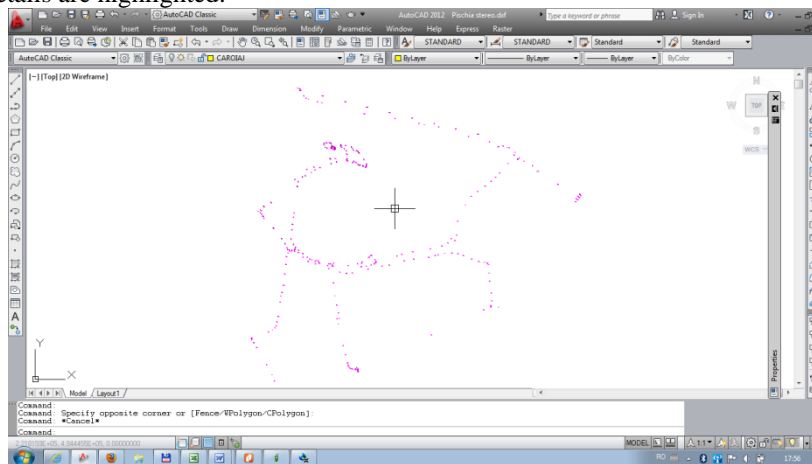 etails are highlighted.
AutoCAD Classic
AutoCAD 2012 Pischia stereo.dxf
Type a keyword or phrase
Sign In
File Edit View Insert Format Tools Draw Dimension Modify Parametric Window Help Express Raster
STANDARD STANDARD Standard Standard
AutoCAD Classic CAROIAJ ByLayer ByLayer ByLayer ByColor
[–] [Top] [2D Wireframe]
N
W TOP
S
WCS
Y
X
Properties
Model Layout1
Command:
Command: Specify opposite corner or [Fence/WPolygon/CPolygon]:
Command: *Cancel*
Command:
MODEL 1:1
RO 17:56